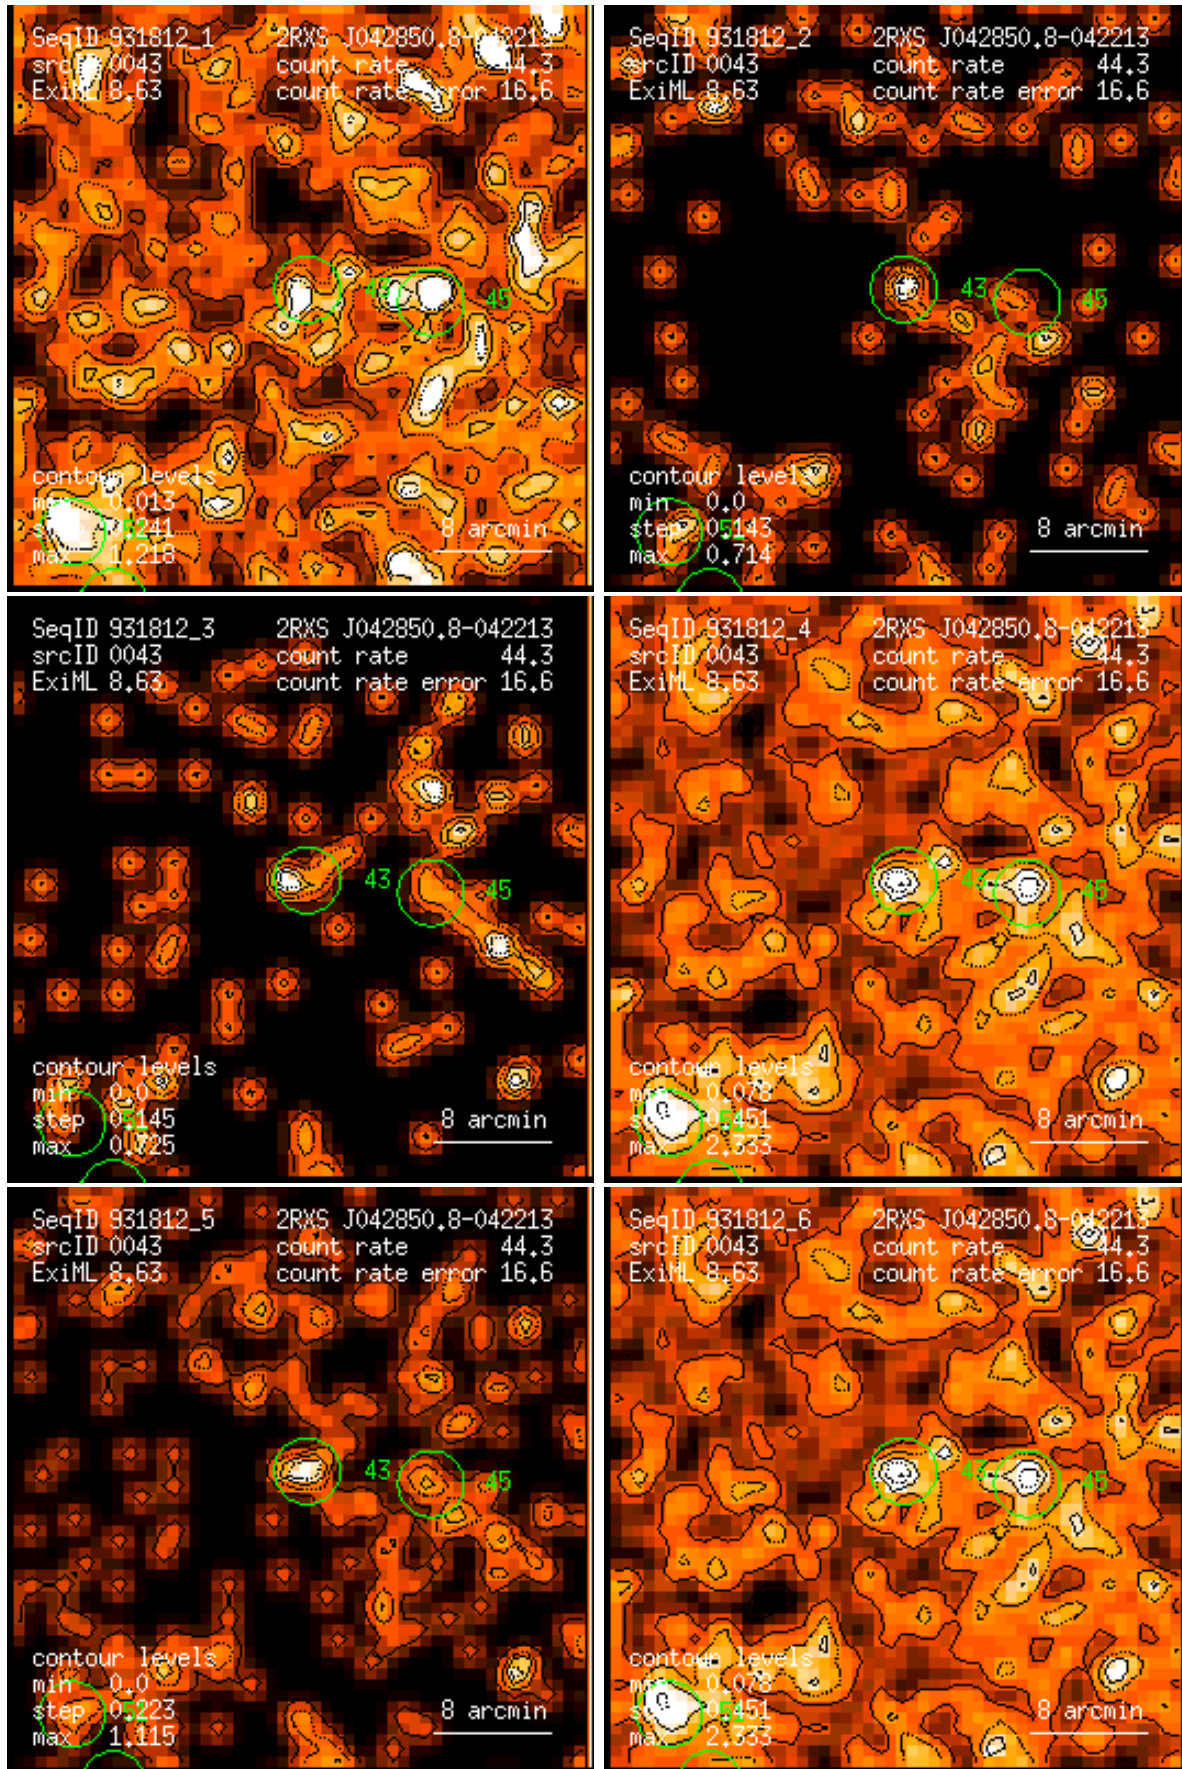 SeqID 931812_1 2RXS J042850.8-042213
srcID 0043 count rate 44.3
ExiML 8.63 count rate error 16.6
43 45
contour levels
min 0.013
step 0.241
max 1.218
8 arcmin
SeqID 931812_2 2RXS J042850.8-042213
srcID 0043 count rate 44.3
ExiML 8.63 count rate error 16.6
43 45
contour levels
min 0.0
step 0.143
max 0.714
8 arcmin
SeqID 931812_3 2RXS J042850.8-042213
srcID 0043 count rate 44.3
ExiML 8.63 count rate error 16.6
43 45
contour levels
min 0.0
step 0.145
max 0.725
8 arcmin
SeqID 931812_4 2RXS J042850.8-042213
srcID 0043 count rate 44.3
ExiML 8.63 count rate error 16.6
43 45
contour levels
min 0.078
step 0.451
max 2.333
8 arcmin
SeqID 931812_5 2RXS J042850.8-042213
srcID 0043 count rate 44.3
ExiML 8.63 count rate error 16.6
43 45
contour levels
min 0.0
step 0.223
max 1.115
8 arcmin
SeqID 931812_6 2RXS J042850.8-042213
srcID 0043 count rate 44.3
ExiML 8.63 count rate error 16.6
43 45
contour levels
min 0.078
step 0.451
max 2.333
8 arcmin